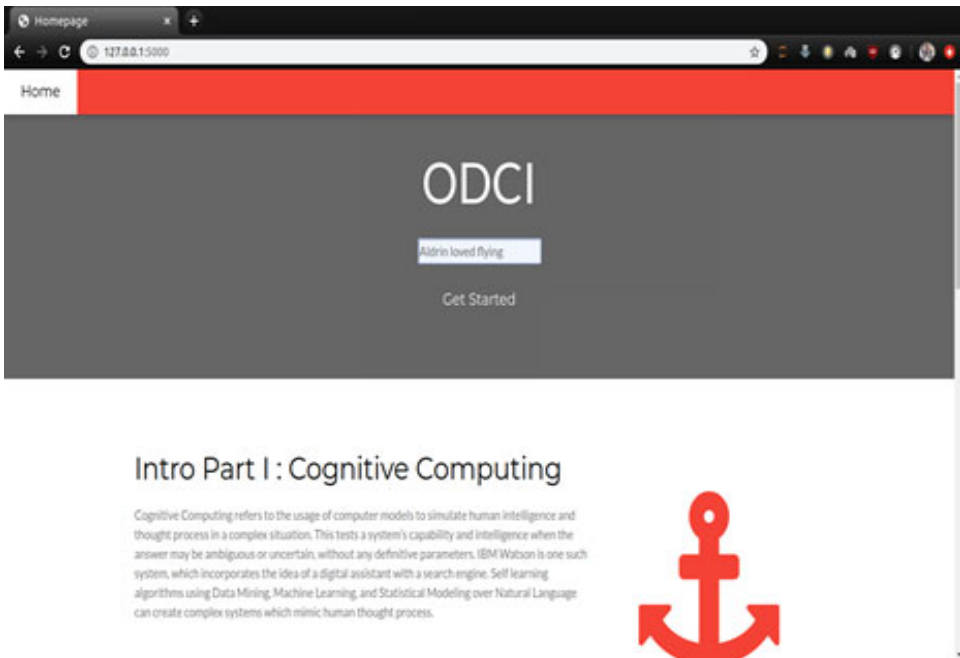 Homepage
127.0.0.1:5000
Home
ODCI
Aldrin loved flying
Get Started
Intro Part I : Cognitive Computing
Cognitive Computing refers to the usage of computer models to simulate human intelligence and
thought process in a complex situation. This tests a system's capability and intelligence when the
answer may be ambiguous or uncertain, without any definitive parameters. IBM Watson is one such
system, which incorporates the idea of a digital assistant with a search engine. Self learning
algorithms using Data Mining, Machine Learning, and Statistical Modeling over Natural Language
can create complex systems which mimic human thought process.